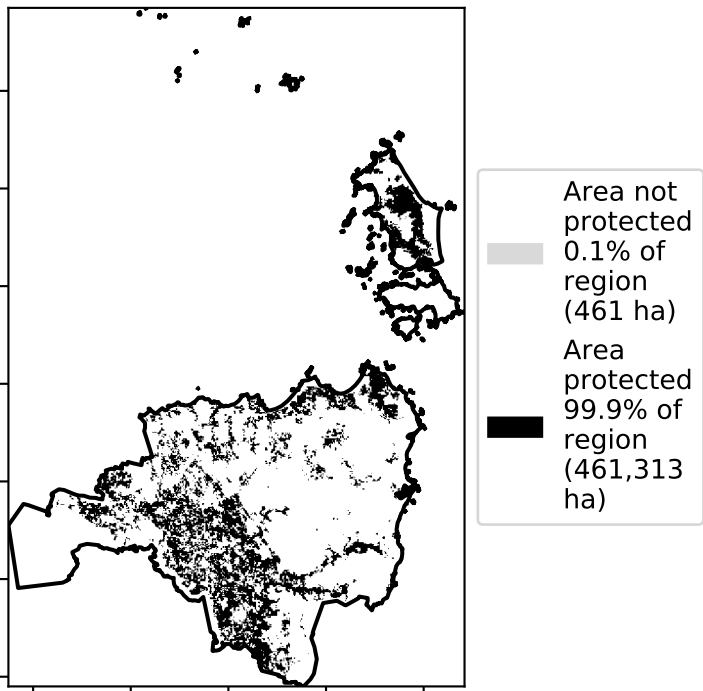 Area not
protected
0.1% of
region
(461 ha)
Area
protected
99.9% of
region
(461,313
ha)